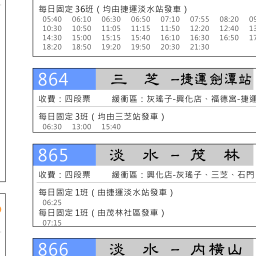 每日固定36班（均由捷運淡水站發車）
05:40 06:10 06:30 06:50 07:10 07:55 08:20
10:30 10:50 11:05 11:15 11:50 12:20 12:40
14:30 15:00 15:15 15:40 16:10 16:30 16:50
18:20 18:50 19:20 19:50 20:30 21:30
864 三 芝 –捷運劍潭站
收費：四段票 緩衝區：灰瑤子-興化店、福德宮-捷運
每日固定3班（均由三芝站發車）
06:30 13:00 15:40
865 淡 水 – 茂 林
收費：四段票 緩衝區：興化店-灰瑤子、三芝、石門
每日固定1班（由捷運淡水站發車）
06:25
每日固定1班（由茂林社區發車）
07:15
866 淡 水 – 内橫山